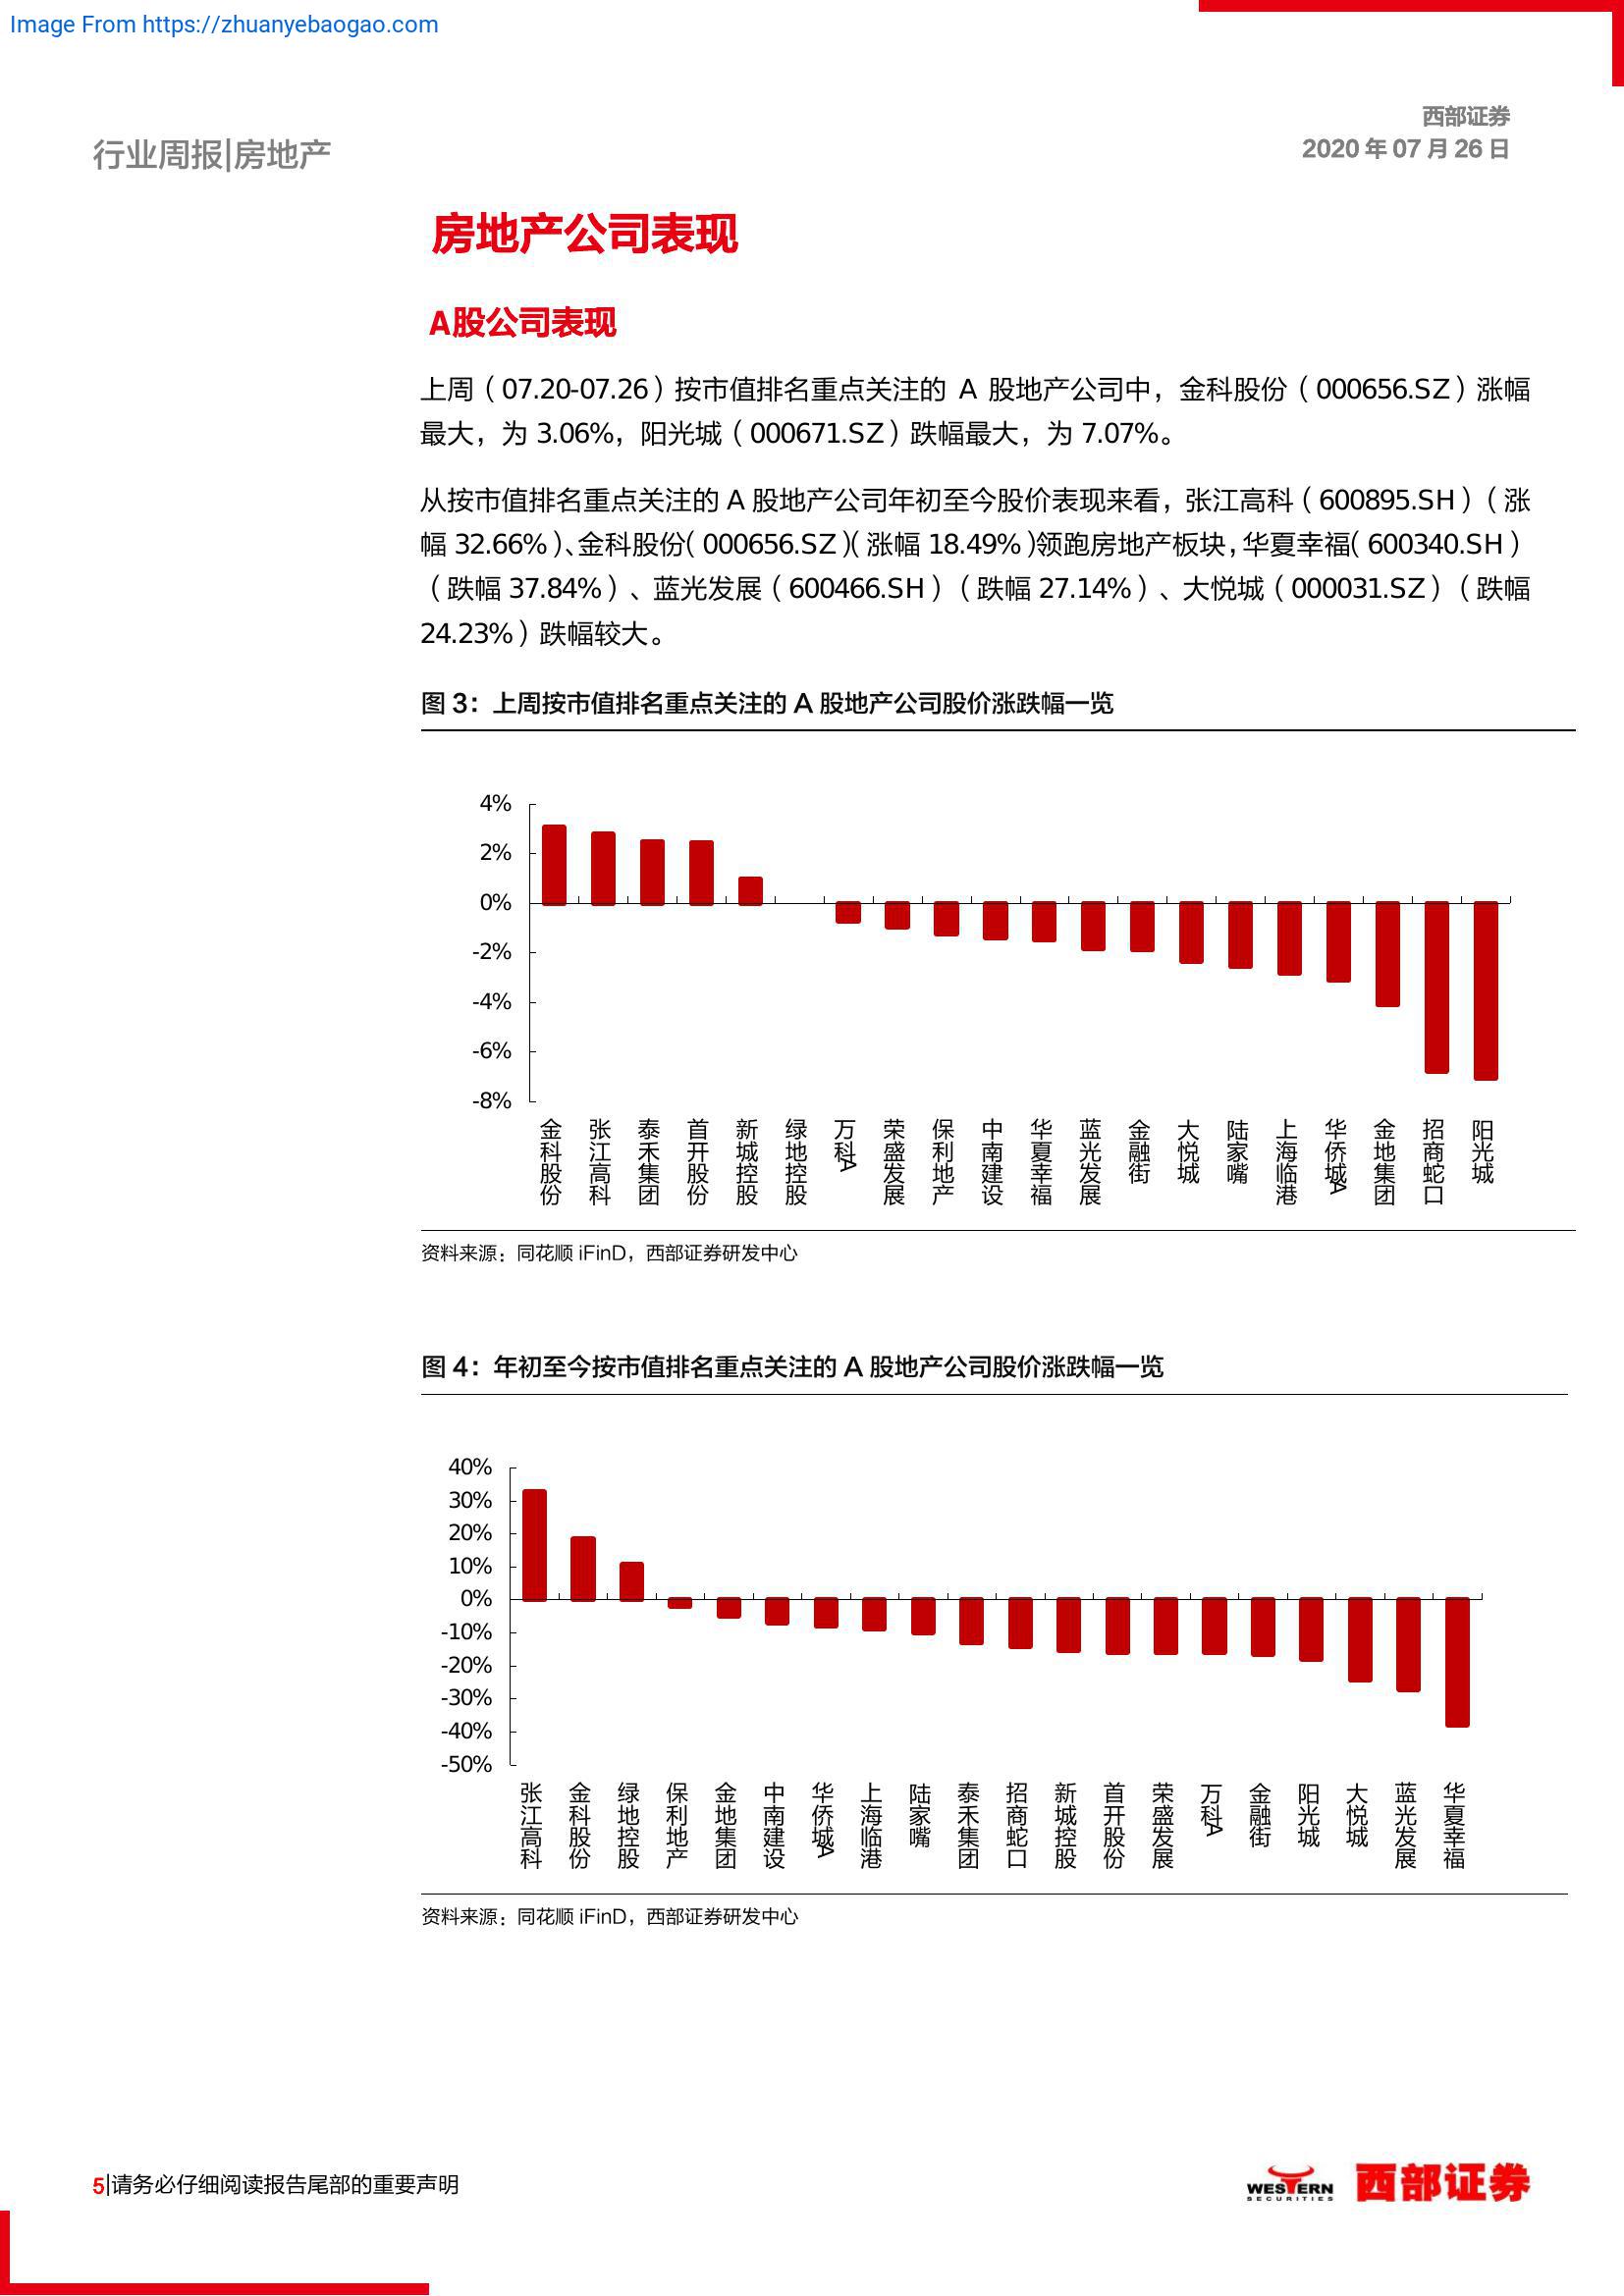 Image From https://zhuanyebaogao.com
西部证券
2020 年 07 月 26 日
行业周报|房地产
房地产公司表现
A股公司表现
上周（07.20-07.26）按市值排名重点关注的 A 股地产公司中，金科股份（000656.SZ）涨幅
最大，为 3.06%，阳光城（000671.SZ）跌幅最大，为 7.07%。
从按市值排名重点关注的 A 股地产公司年初至今股价表现来看，张江高科（600895.SH）（涨
幅 32.66%）、金科股份（000656.SZ）（涨幅 18.49%）领跑房地产板块，华夏幸福（600340.SH）
（跌幅 37.84%）、蓝光发展（600466.SH）（跌幅 27.14%）、大悦城（000031.SZ）（跌幅
24.23%）跌幅较大。
图 3：上周按市值排名重点关注的 A 股地产公司股价涨跌幅一览
4%
2%
0%
-2%
-4%
-6%
-8%
金科股份
张江高科
泰禾集团
首开股份
新城控股
绿地控股
万科A
荣盛发展
保利地产
中南建设
华夏幸福
蓝光发展
金融街
大悦城
陆家嘴
上海临港
华侨城A
金地集团
招商蛇口
阳光城
资料来源：同花顺 iFinD，西部证券研发中心
图 4：年初至今按市值排名重点关注的 A 股地产公司股价涨跌幅一览
40%
30%
20%
10%
0%
-10%
-20%
-30%
-40%
-50%
张江高科
金科股份
绿地控股
保利地产
金地集团
中南建设
华侨城A
上海临港
陆家嘴
泰禾集团
招商蛇口
新城控股
首开股份
荣盛发展
万科A
金融街
阳光城
大悦城
蓝光发展
华夏幸福
资料来源：同花顺 iFinD，西部证券研发中心
5|请务必仔细阅读报告尾部的重要声明
WESTERN
SECURITIES
西部证券